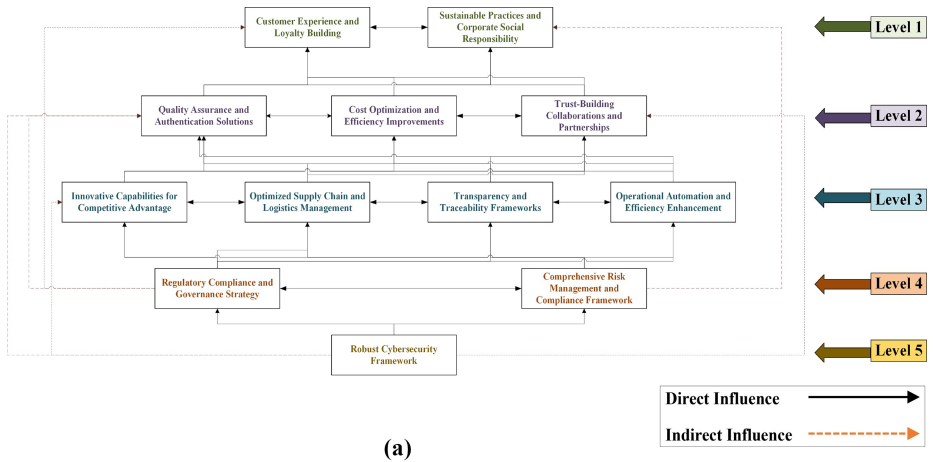 Customer Experience and
Loyalty Building
Sustainable Practices and
Corporate Social
Responsibility
Level 1
Quality Assurance and
Authentication Solutions
Cost Optimization and
Efficiency Improvements
Trust-Building
Collaborations and
Partnerships
Level 2
Innovative Capabilities for
Competitive Advantage
Optimized Supply Chain and
Logistics Management
Transparency and
Traceability Frameworks
Operational Automation and
Efficiency Enhancement
Level 3
Regulatory Compliance and
Governance Strategy
Comprehensive Risk
Management and
Compliance Framework
Level 4
Robust Cybersecurity
Framework
Level 5
Direct Influence
Indirect Influence
(a)